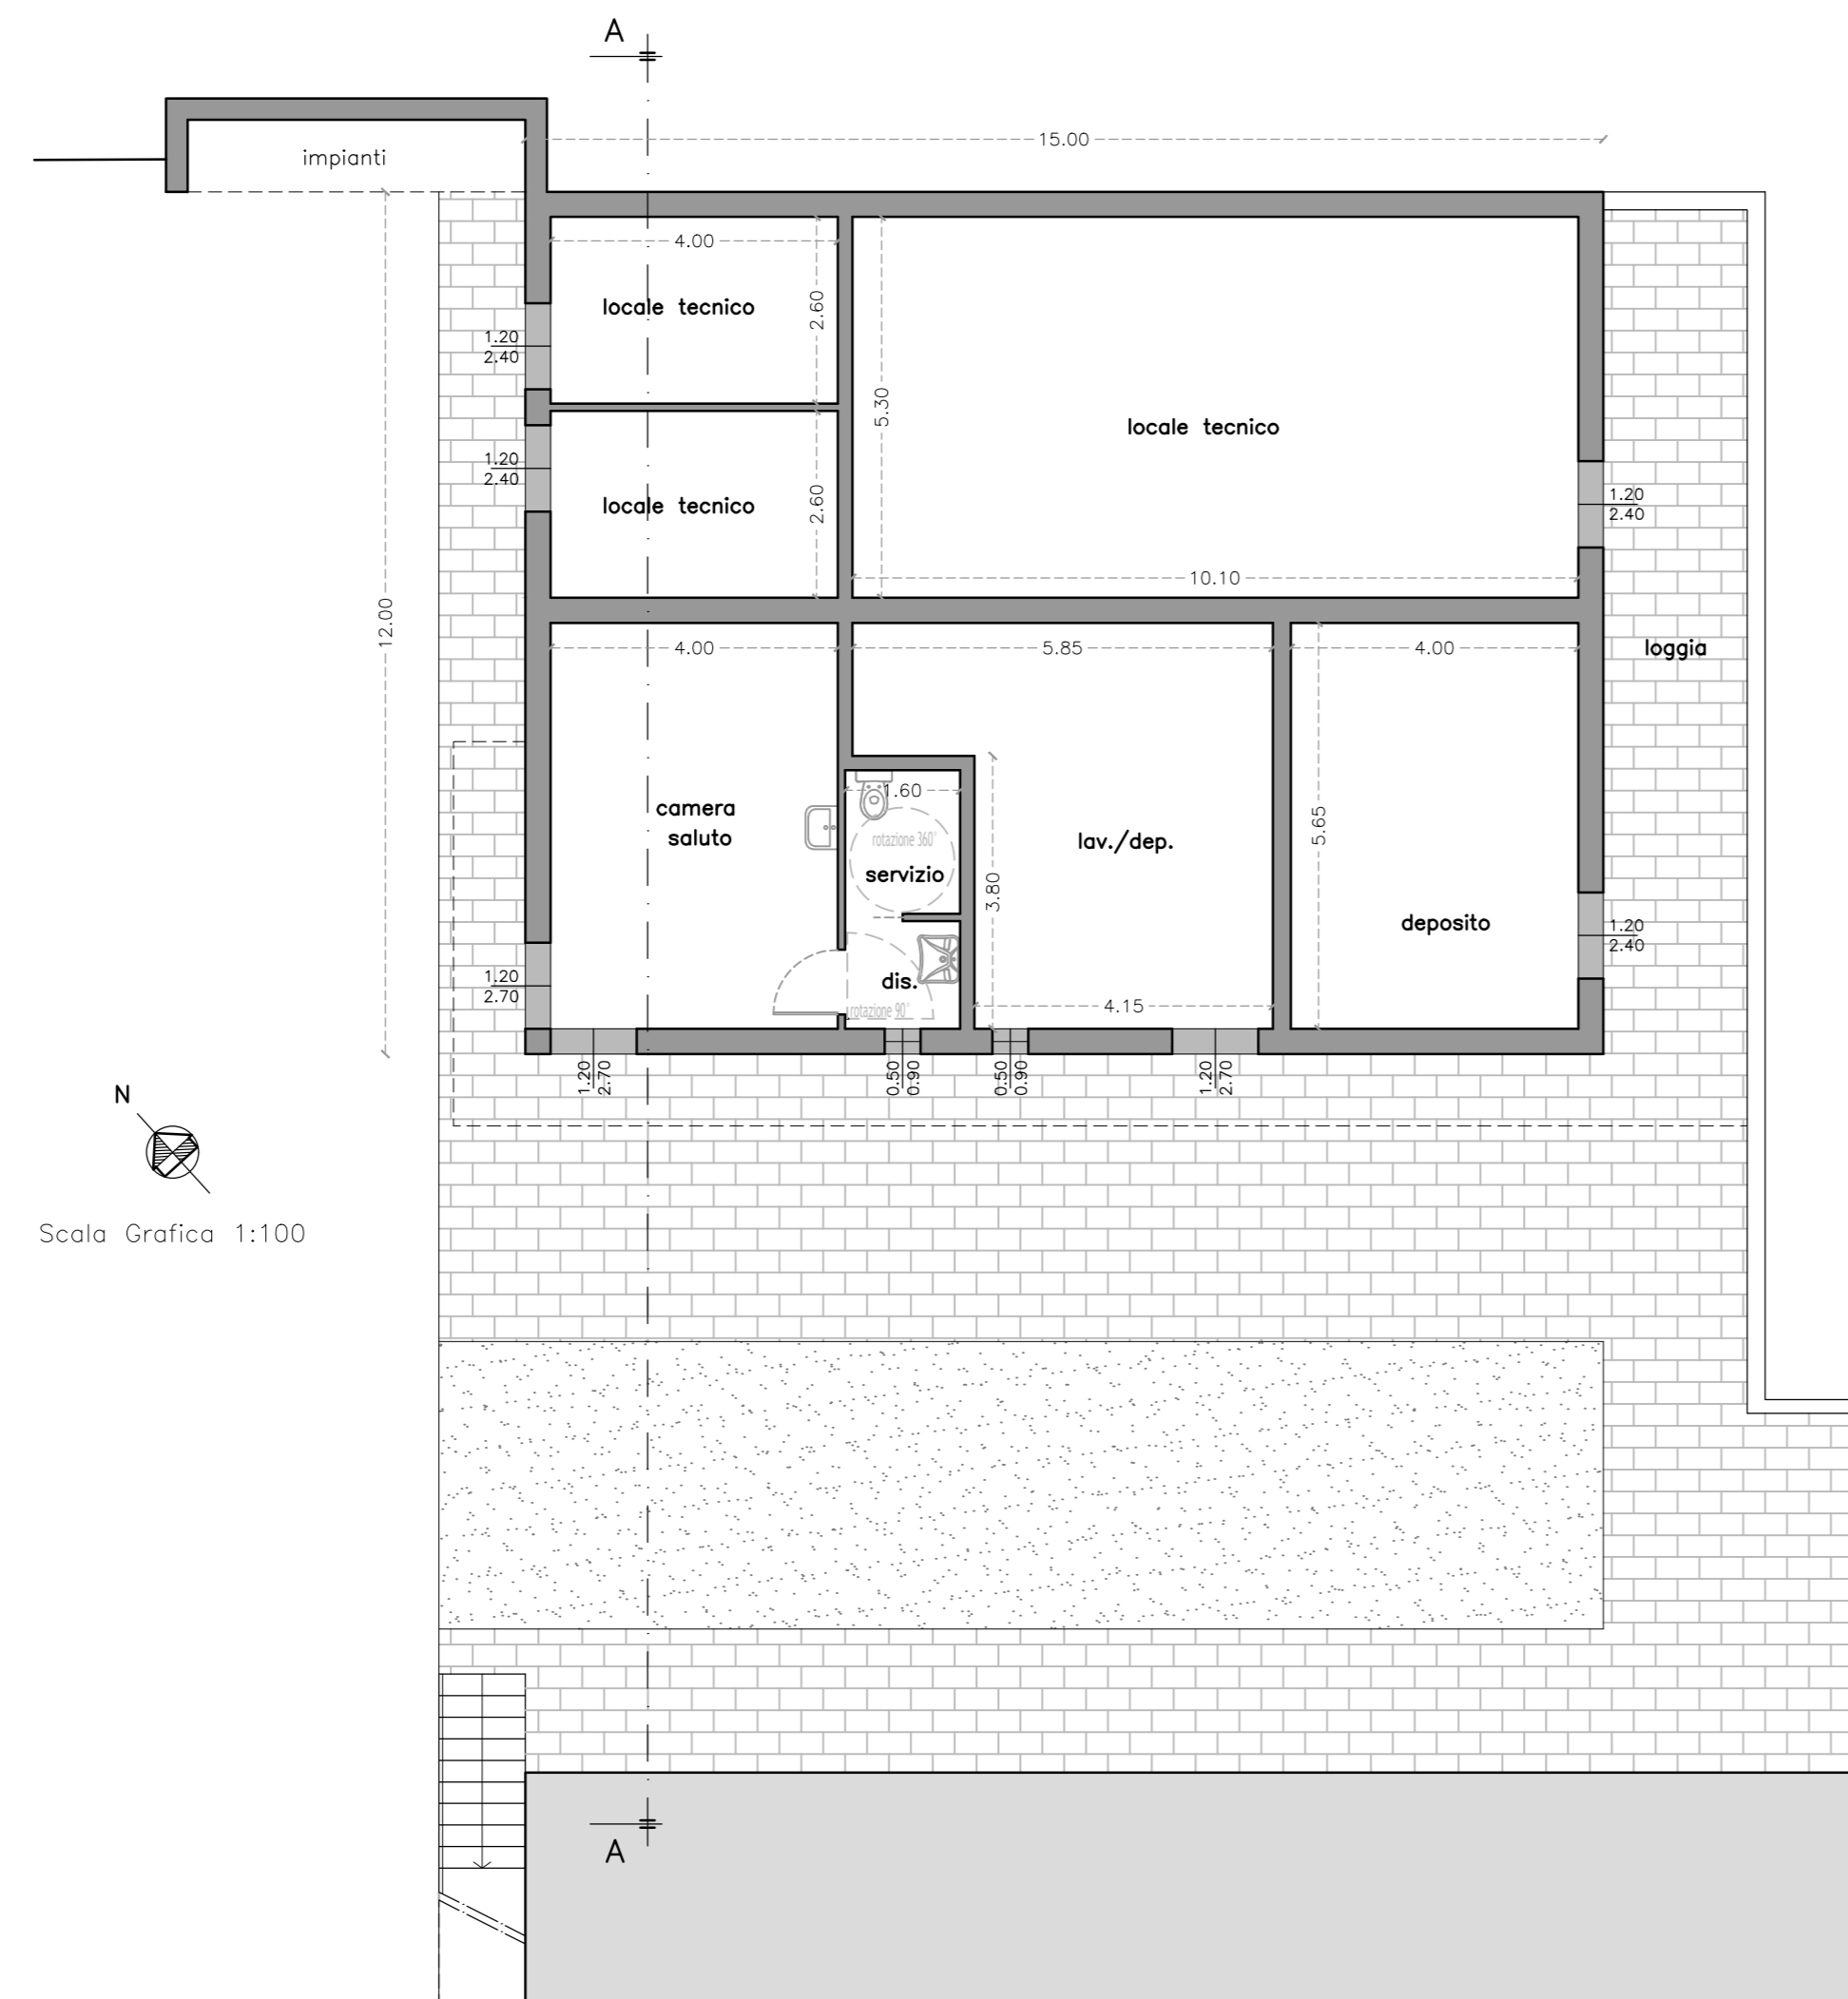 A
15.00
impianti
4.00
locale tecnico
2.60
1.20
2.40
5.30
locale tecnico
1.20
2.40
locale tecnico
2.60
1.20
2.40
10.10
12.00
4.00
5.85
4.00
loggia
camera
saluto
1.60
rotazione 360°
servizio
3.80
lav./dep.
5.65
deposito
1.20
2.40
1.20
2.70
dis.
rotazione 90°
4.15
1.20
2.70
0.50
0.90
0.50
0.90
1.20
2.70
N
Scala Grafica 1:100
A